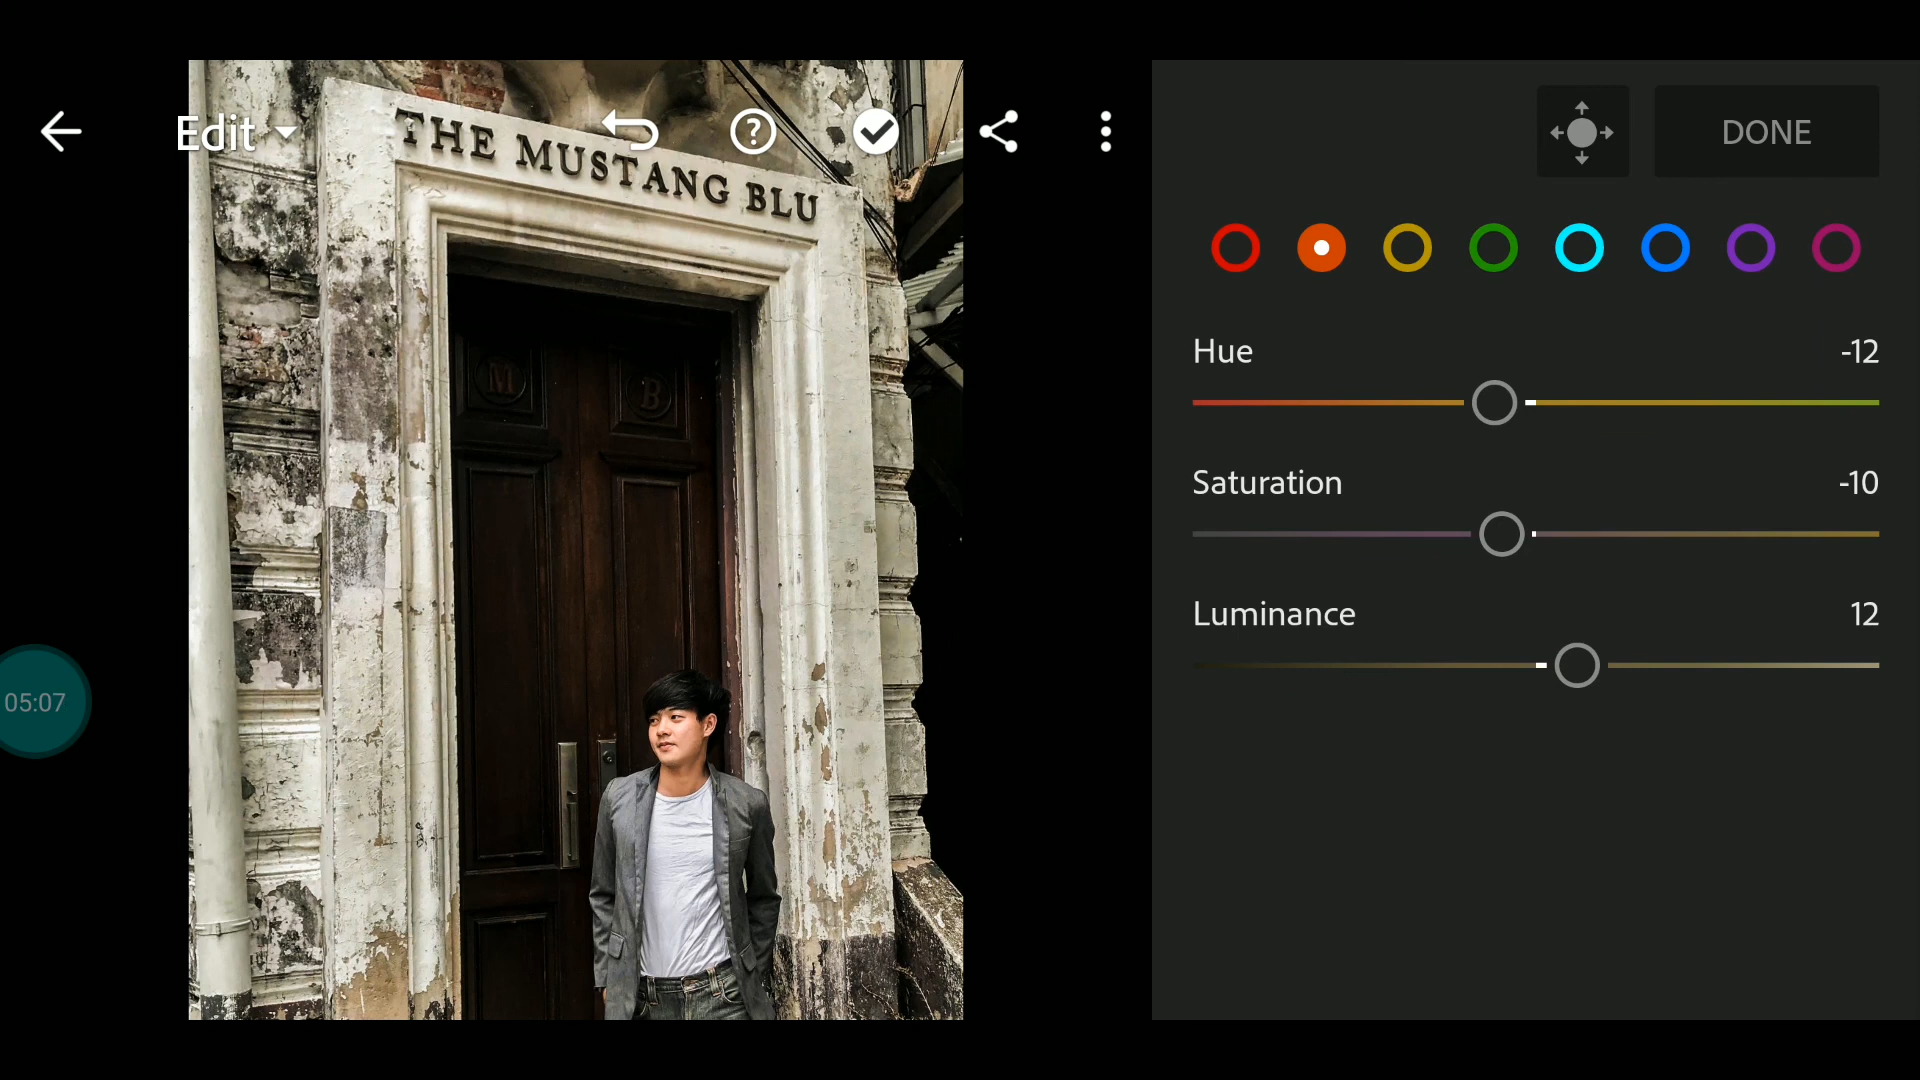 Edit
THE MUSTANG BLU
M B
05:07
DONE
Hue -12
Saturation -10
Luminance 12